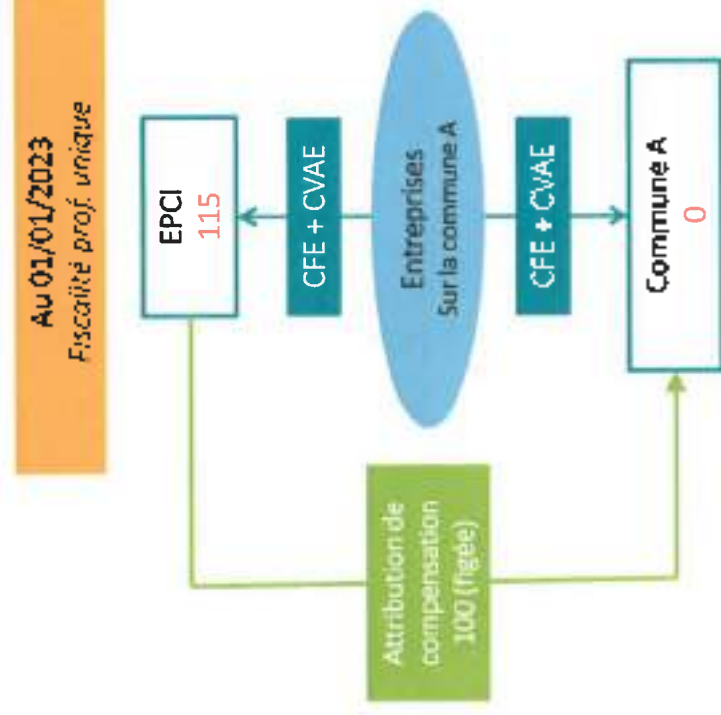 Au 01/01/2023
Fiscalité prof. unique
EPCI
115
CFE + CVAE
Entreprises
Sur la commune A
CFE + CVAE
Commune A
0
Attribution de
compensation
100 (figée)